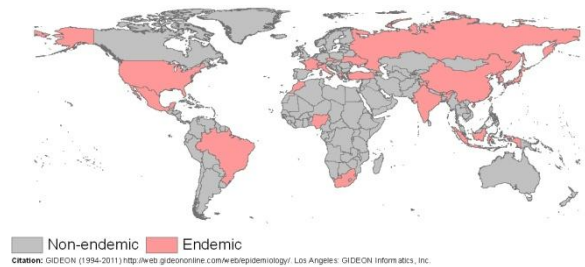 Non-endemic Endemic
Citation: GIDEON (1994-2011) http://web.gideononline.com/web/epidemiology/. Los Angeles: GIDEON Informatics, Inc.